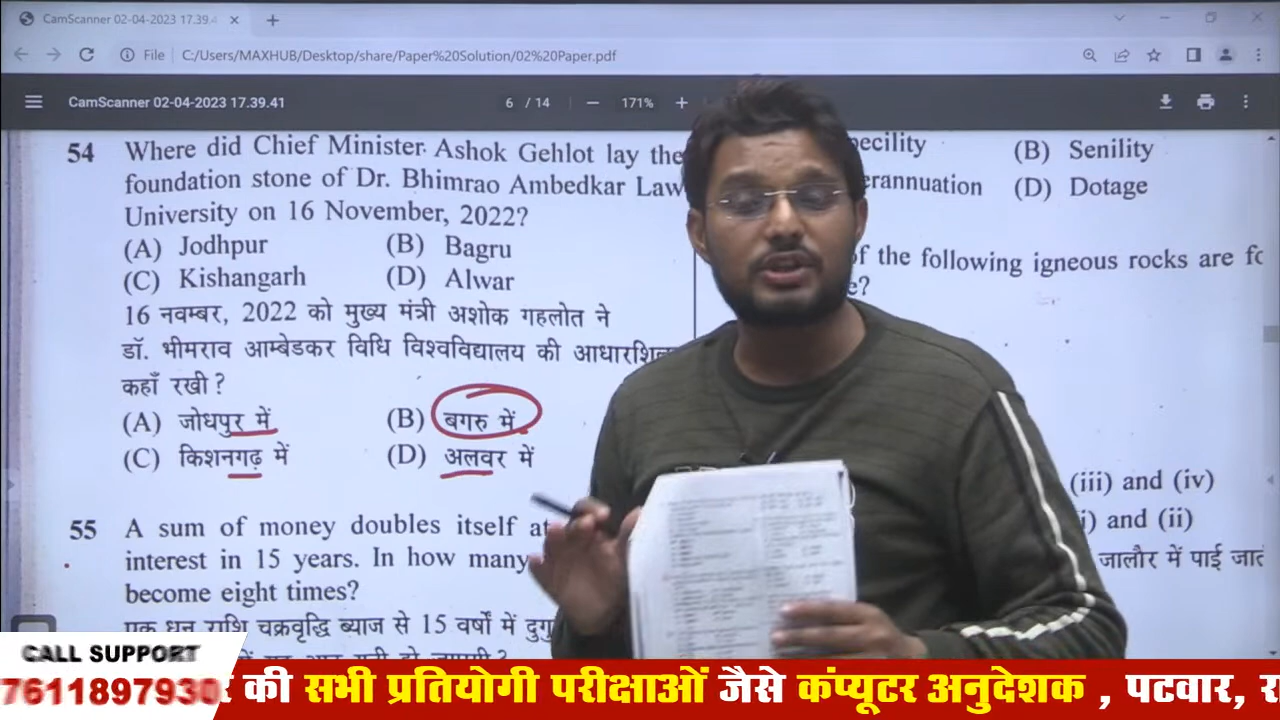 CamScanner 02-04-2023 17.39.4
File
C:/Users/MAXHUB/Desktop/share/Paper%20Solution/02%20Paper.pdf
CamScanner 02-04-2023 17.39.41
6 / 14
171%
54 Where did Chief Minister Ashok Gehlot lay the
foundation stone of Dr. Bhimrao Ambedkar Law
University on 16 November, 2022?
(A) Jodhpur (B) Bagru
(C) Kishangarh (D) Alwar
16 नवम्बर, 2022 को मुख्य मंत्री अशोक गहलोत ने
डॉ. भीमराव आम्बेडकर विधि विश्वविद्यालय की
कहाँ रखी ?
(A) जोधपुर में (B) बगरु में
(C) किशनगढ़ में (D) अलवर में
55 A sum of money doubles itself at
interest in 15 years. In how many
become eight times?
एक धन राशि चक्रवृद्धि ब्याज से 15 वर्षों में
(B) Senility
(D) Dotage
of the following igneous rocks are
(iii) and (iv)
and (ii)
जालौर में पाई
CALL SUPPORT
7611897930
की सभी प्रतियोगी परीक्षाओं जैसे कंप्यूटर अनुदेशक , पटवार,